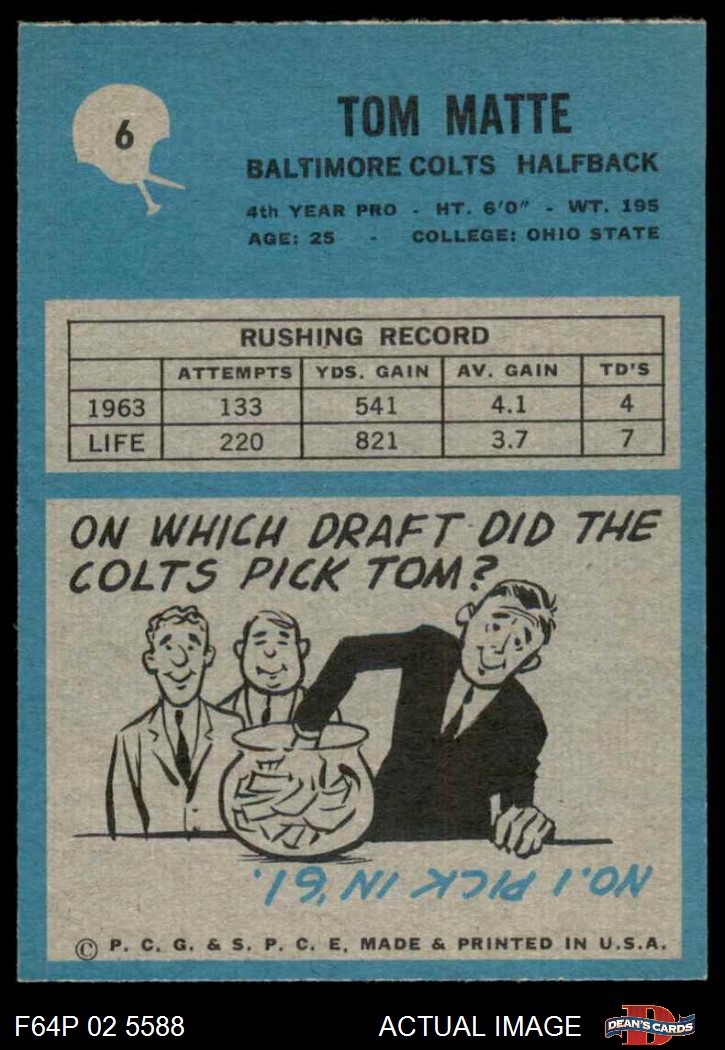 6
TOM MATTE
BALTIMORE COLTS HALFBACK
4th YEAR PRO - HT. 6'0" - WT. 195
AGE: 25 - COLLEGE: OHIO STATE
RUSHING RECORD
ATTEMPTS YDS. GAIN AV. GAIN TD'S
1963 133 541 4.1 4
LIFE 220 821 3.7 7
ON WHICH DRAFT DID THE
COLTS PICK TOM?
NO. 1 PICK IN '61.
© P. C. G. & S. P. C. E. MADE & PRINTED IN U.S.A.
F64P 02 5588 ACTUAL IMAGE D DEAN'S CARDS